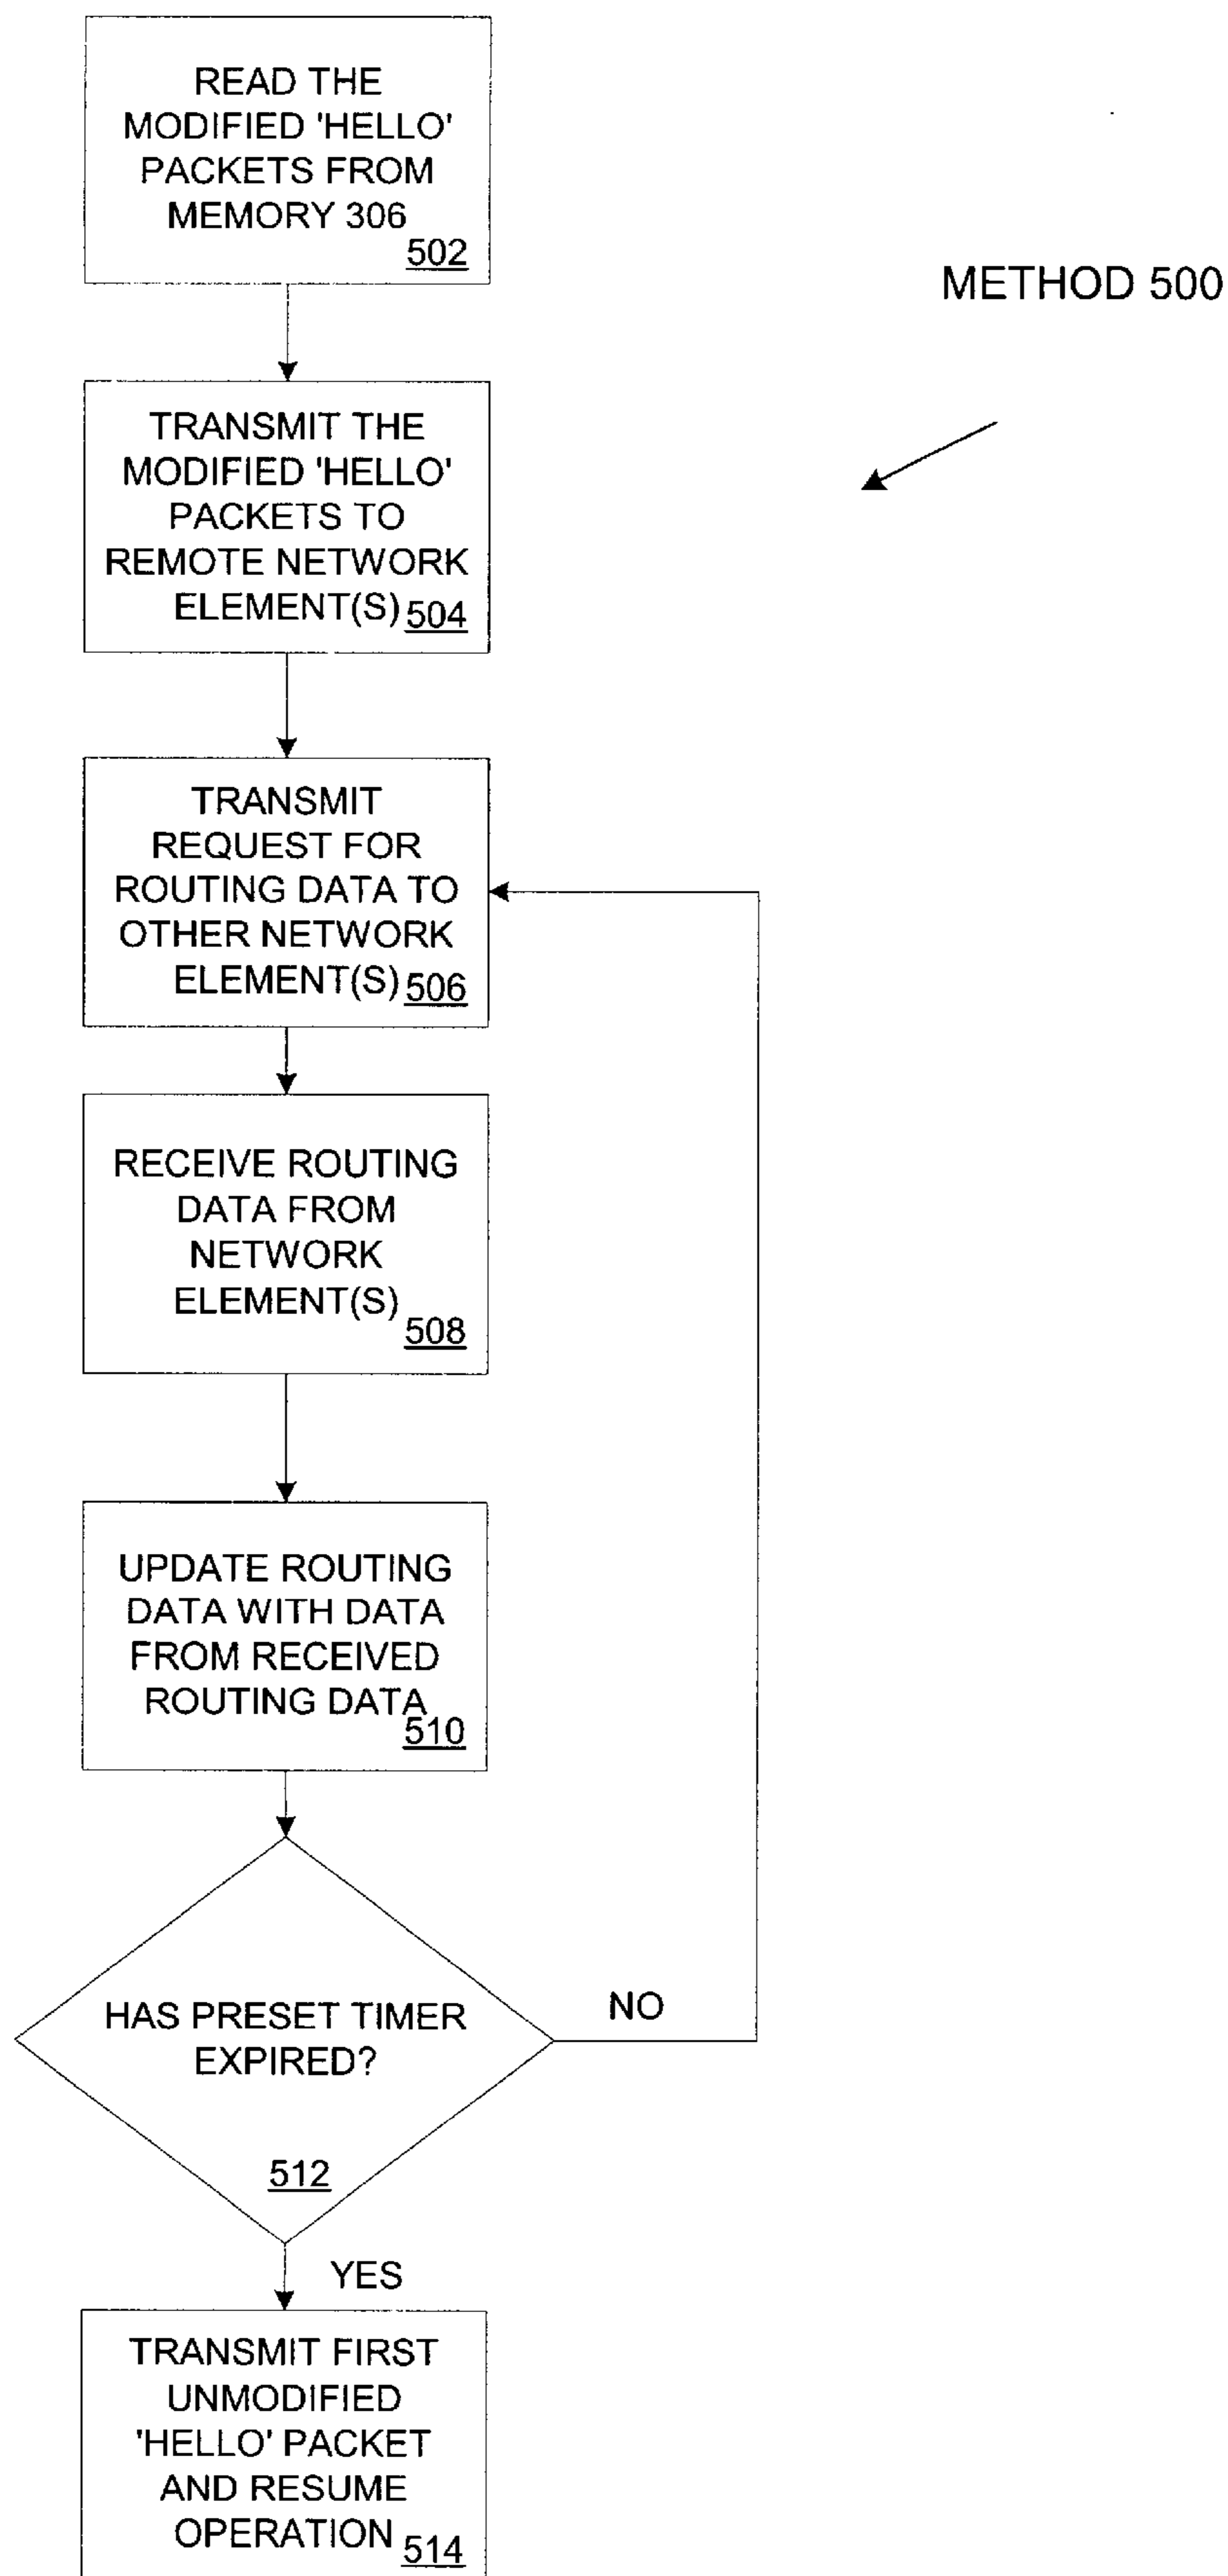 READ THE
MODIFIED 'HELLO'
PACKETS FROM
MEMORY 306
502
METHOD 500
TRANSMIT THE
MODIFIED 'HELLO'
PACKETS TO
REMOTE NETWORK
ELEMENT(S) 504
TRANSMIT
REQUEST FOR
ROUTING DATA TO
OTHER NETWORK
ELEMENT(S) 506
RECEIVE ROUTING
DATA FROM
NETWORK
ELEMENT(S)
508
UPDATE ROUTING
DATA WITH DATA
FROM RECEIVED
ROUTING DATA
510
HAS PRESET TIMER
EXPIRED?
NO
512
YES
TRANSMIT FIRST
UNMODIFIED
'HELLO' PACKET
AND RESUME
OPERATION 514